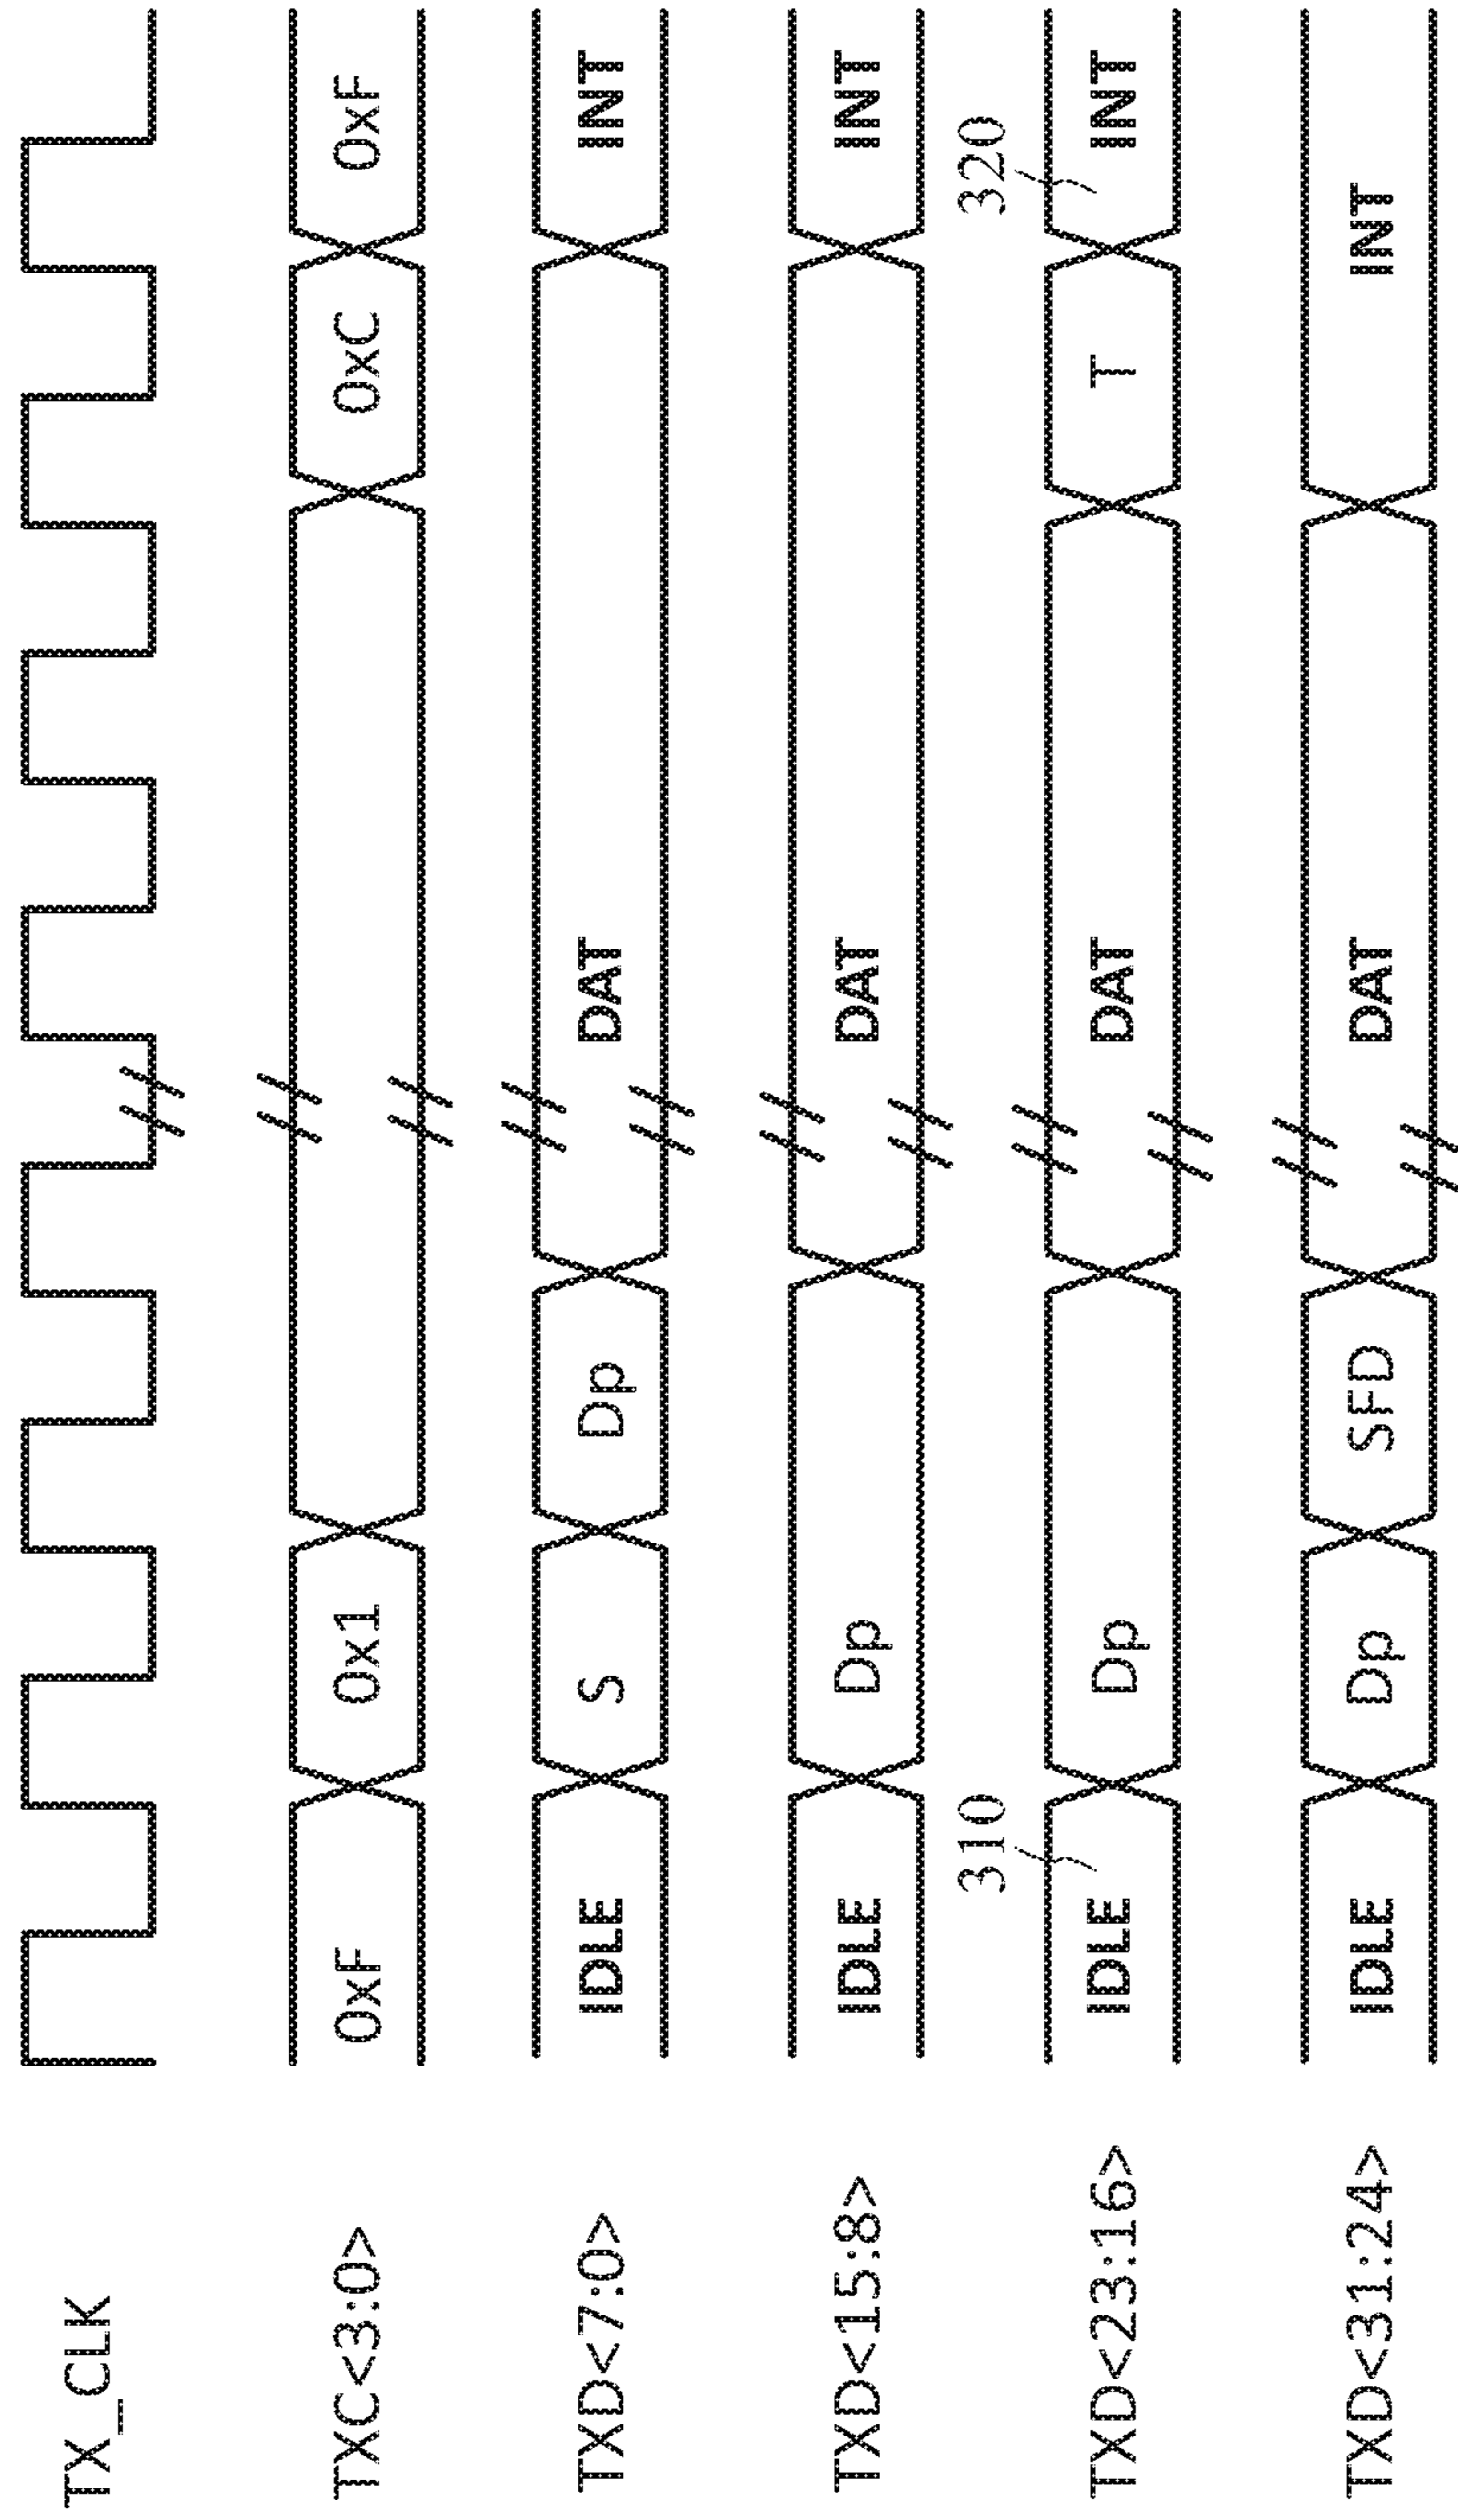 TX_CLK
TXC<3:0> 0xF 0x1 0xC 0xF
TXD<7:0> IDLE S Dp DAT INT
TXD<15:8> IDLE Dp DAT INT
310 320
TXD<23:16> IDLE Dp DAT T INT
TXD<31:24> IDLE Dp SFD DAT INT